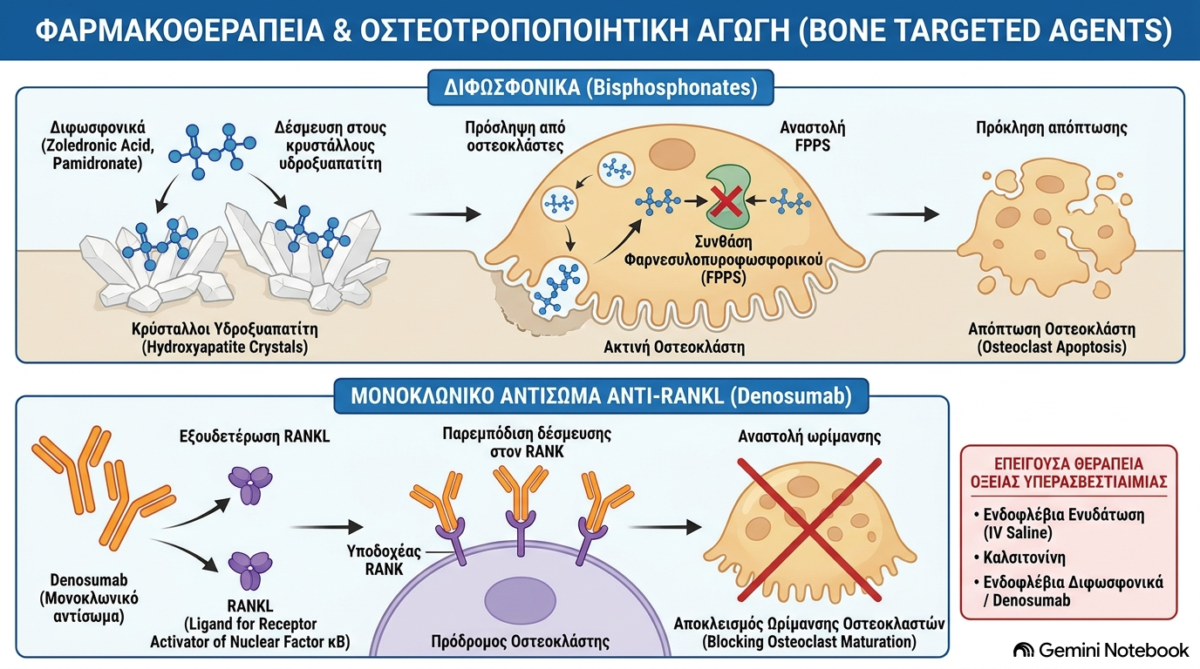 ΦΑΡΜΑΚΟΘΕΡΑΠΕΙΑ & ΟΣΤΕΟΤΡΟΠΟΠΟΙΗΤΙΚΗ ΑΓΩΓΗ (BONE TARGETED AGENTS)
ΔΙΦΩΣΦΟΝΙΚΑ (Bisphosphonates)
Διφωσφονικά
(Zoledronic Acid,
Pamidronate)
Δέσμευση στους
κρυστάλλους
υδροξυαπατίτη
Κρύσταλλοι Υδροξυαπατίτη
(Hydroxyapatite Crystals)
Πρόσληψη από
οστεοκλάστες
Αναστολή
FPPS
Συνθάση
Φαρνεσυλοπυροφωσφορικού
(FPPS)
Ακτινή Οστεοκλάστη
Πρόκληση απόπτωσης
Απόπτωση Οστεοκλάστη
(Osteoclast Apoptosis)
ΜΟΝΟΚΛΩΝΙΚΟ ΑΝΤΙΣΩΜΑ ANTI-RANKL (Denosumab)
Denosumab
(Μονοκλωνικό
αντίσωμα)
Εξουδετέρωση RANKL
RANKL
(Ligand for Receptor
Activator of Nuclear Factor κB)
Παρεμπόδιση δέσμευσης
στον RANK
Υποδοχέας
RANK
Πρόδρομος Οστεοκλάστης
Αναστολή ωρίμανσης
Αποκλεισμός Ωρίμανσης Οστεοκλαστών
(Blocking Osteoclast Maturation)
ΕΠΕΙΓΟΥΣΑ ΘΕΡΑΠΕΙΑ
ΟΞΕΙΑΣ ΥΠΕΡΑΣΒΕΣΤΙΑΙΜΙΑΣ
• Ενδοφλέβια Ενυδάτωση
(IV Saline)
• Καλσιτονίνη
• Ενδοφλέβια Διφωσφονικά
/ Denosumab
Gemini Notebook